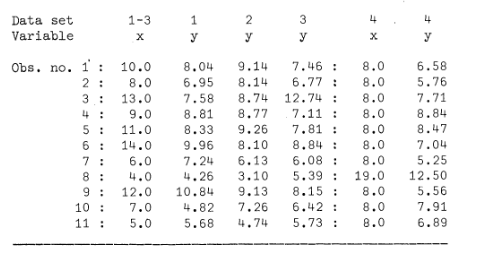 Data set 1-3 1 2 3 4 4
Variable x y y y x y
Obs. no. 1 : 10.0 8.04 9.14 7.46 : 8.0 6.58
2 : 8.0 6.95 8.14 6.77 : 8.0 5.76
3 : 13.0 7.58 8.74 12.74 : 8.0 7.71
4 : 9.0 8.81 8.77 7.11 : 8.0 8.84
5 : 11.0 8.33 9.26 7.81 : 8.0 8.47
6 : 14.0 9.96 8.10 8.84 : 8.0 7.04
7 : 6.0 7.24 6.13 6.08 : 8.0 5.25
8 : 4.0 4.26 3.10 5.39 : 19.0 12.50
9 : 12.0 10.84 9.13 8.15 : 8.0 5.56
10 : 7.0 4.82 7.26 6.42 : 8.0 7.91
11 : 5.0 5.68 4.74 5.73 : 8.0 6.89